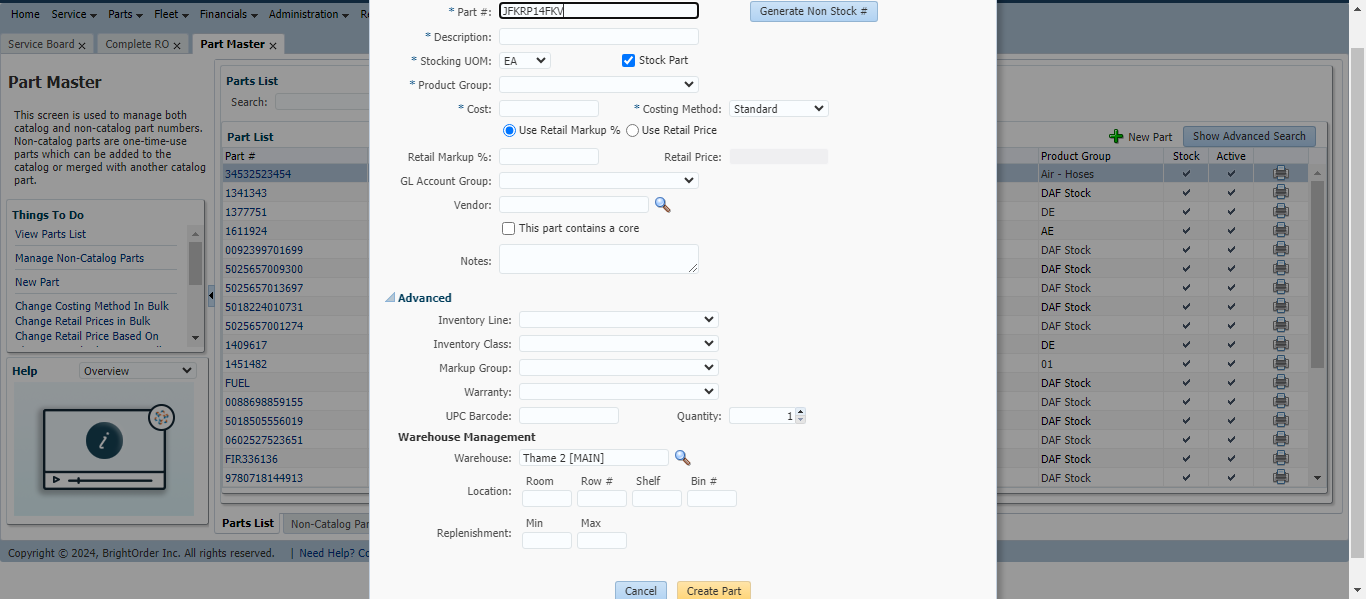 Home Service Parts Fleet Financials Administration Re
Service Board × Complete RO × Part Master ×
Part Master
This screen is used to manage both
catalog and non-catalog part numbers.
Non-catalog parts are one-time-use
parts which can be added to the
catalog or merged with another catalog
part.
Things To Do
View Parts List
Manage Non-Catalog Parts
New Part
Change Costing Method In Bulk
Change Retail Prices in Bulk
Change Retail Price Based On
Help Overview
Parts List
Search:
Part List
New Part Show Advanced Search
Part # Product Group Stock Active
34532523454 Air - Hoses
1341343 DAF Stock
1377751 DE
1611924 AE
0092399701699 DAF Stock
5025657009300 DAF Stock
5025657013697 DAF Stock
5018224010731 DAF Stock
5025657001274 DAF Stock
1409617 DE
1451482 01
FUEL DAF Stock
0088698859155 DAF Stock
5018505556019 DAF Stock
0602527523651 DAF Stock
FIR336136 DAF Stock
9780718144913 DAF Stock
Parts List Non-Catalog Par
* Part #: JFKRP14FKV Generate Non Stock #
* Description:
* Stocking UOM: EA Stock Part
* Product Group:
* Cost: * Costing Method: Standard
Use Retail Markup % Use Retail Price
Retail Markup %: Retail Price:
GL Account Group:
Vendor:
This part contains a core
Notes:
Advanced
Inventory Line:
Inventory Class:
Markup Group:
Warranty:
UPC Barcode: Quantity: 1
Warehouse Management
Warehouse: Thame 2 [MAIN]
Room Row # Shelf Bin #
Location:
Min Max
Replenishment:
Cancel Create Part
Copyright © 2024, BrightOrder Inc. All rights reserved. | Need Help? Co